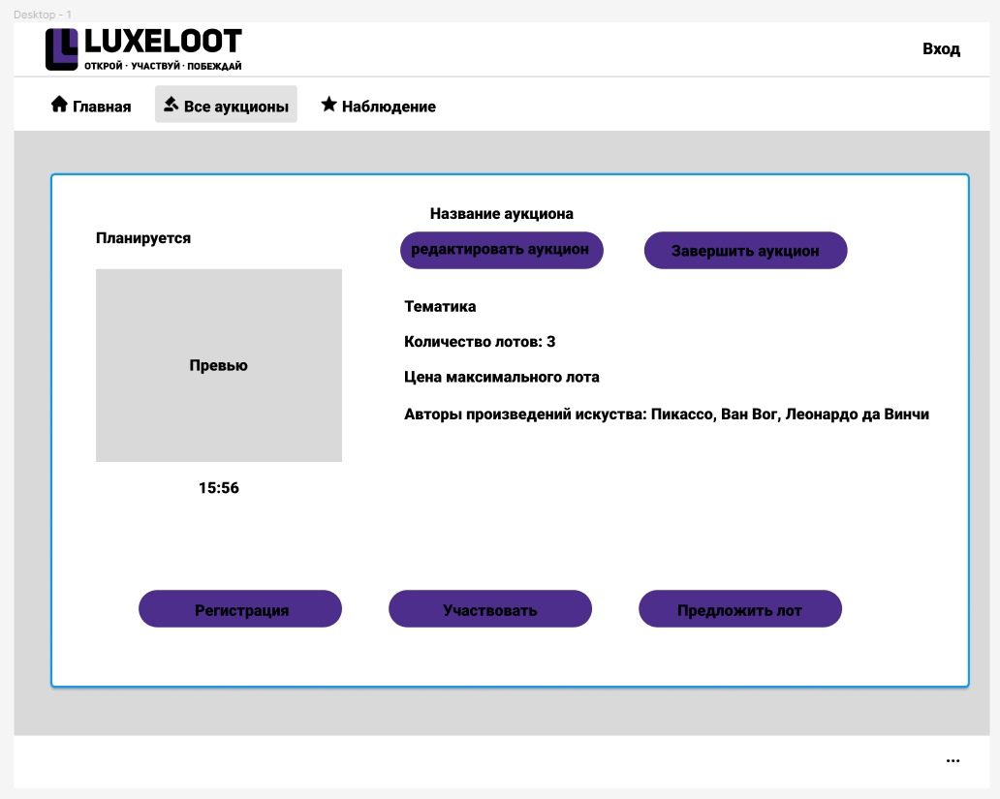 Desktop - 1
LUXELOOT
ОТКРОЙ · УЧАСТВУЙ · ПОБЕЖДАЙ
Вход
Главная
Все аукционы
Наблюдение
Название аукциона
Планируется
редактировать аукцион
Завершить аукцион
Тематика
Количество лотов: 3
Превью
Цена максимального лота
Авторы произведений искуства: Пикассо, Ван Вог, Леонардо да Винчи
15:56
Регистрация
Участвовать
Предложить лот
...